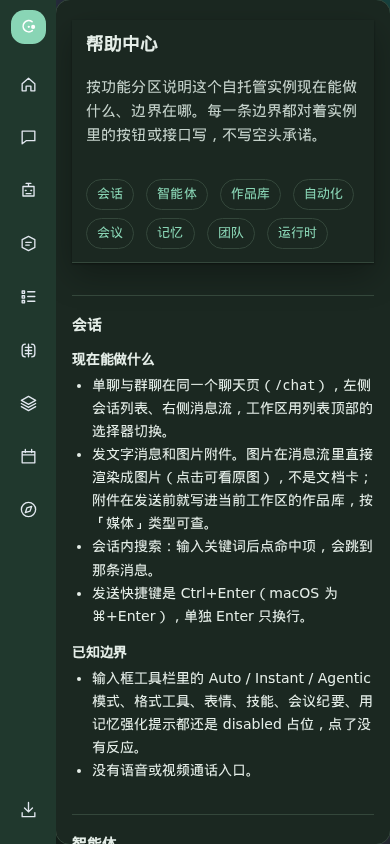 帮助中心
按功能分区说明这个自托管实例现在能做
什么、边界在哪。每一条边界都对着实例
里的按钮或接口写，不写空头承诺。
会话
智能体
作品库
自动化
会议
记忆
团队
运行时
会话
现在能做什么
• 单聊与群聊在同一个聊天页（/chat），左侧
会话列表、右侧消息流，工作区用列表顶部的
选择器切换。
• 发文字消息和图片附件。图片在消息流里直接
渲染成图片（点击可看原图），不是文档卡；
附件在发送前就写进当前工作区的作品库，按
「媒体」类型可查。
• 会话内搜索：输入关键词后点命中项，会跳到
那条消息。
• 发送快捷键是 Ctrl+Enter（macOS 为
⌘+Enter），单独 Enter 只换行。
已知边界
• 输入框工具栏里的 Auto / Instant / Agentic
模式、格式工具、表情、技能、会议纪要、用
记忆强化提示都还是 disabled 占位，点了没
有反应。
• 没有语音或视频通话入口。
智能体